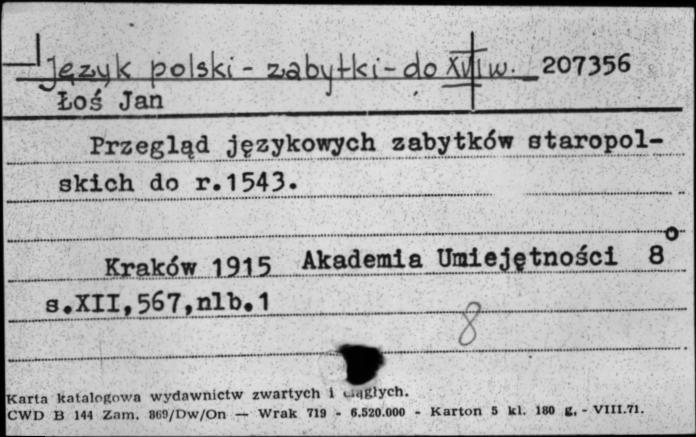 język polski - zabytki - do XVI w. 207356
Łoś Jan
Przegląd językowych zabytków staropol-
skich do r.1543.
Kraków 1915 Akademia Umiejętności 8°
s.XII,567,nlb.1
8
Karta katalogowa wydawnictw zwartych i ciągłych.
CWD B 144 Zam. 869/Dw/On — Wrak 719 - 6.520.000 - Karton 5 kl. 180 g. - VIII.71.